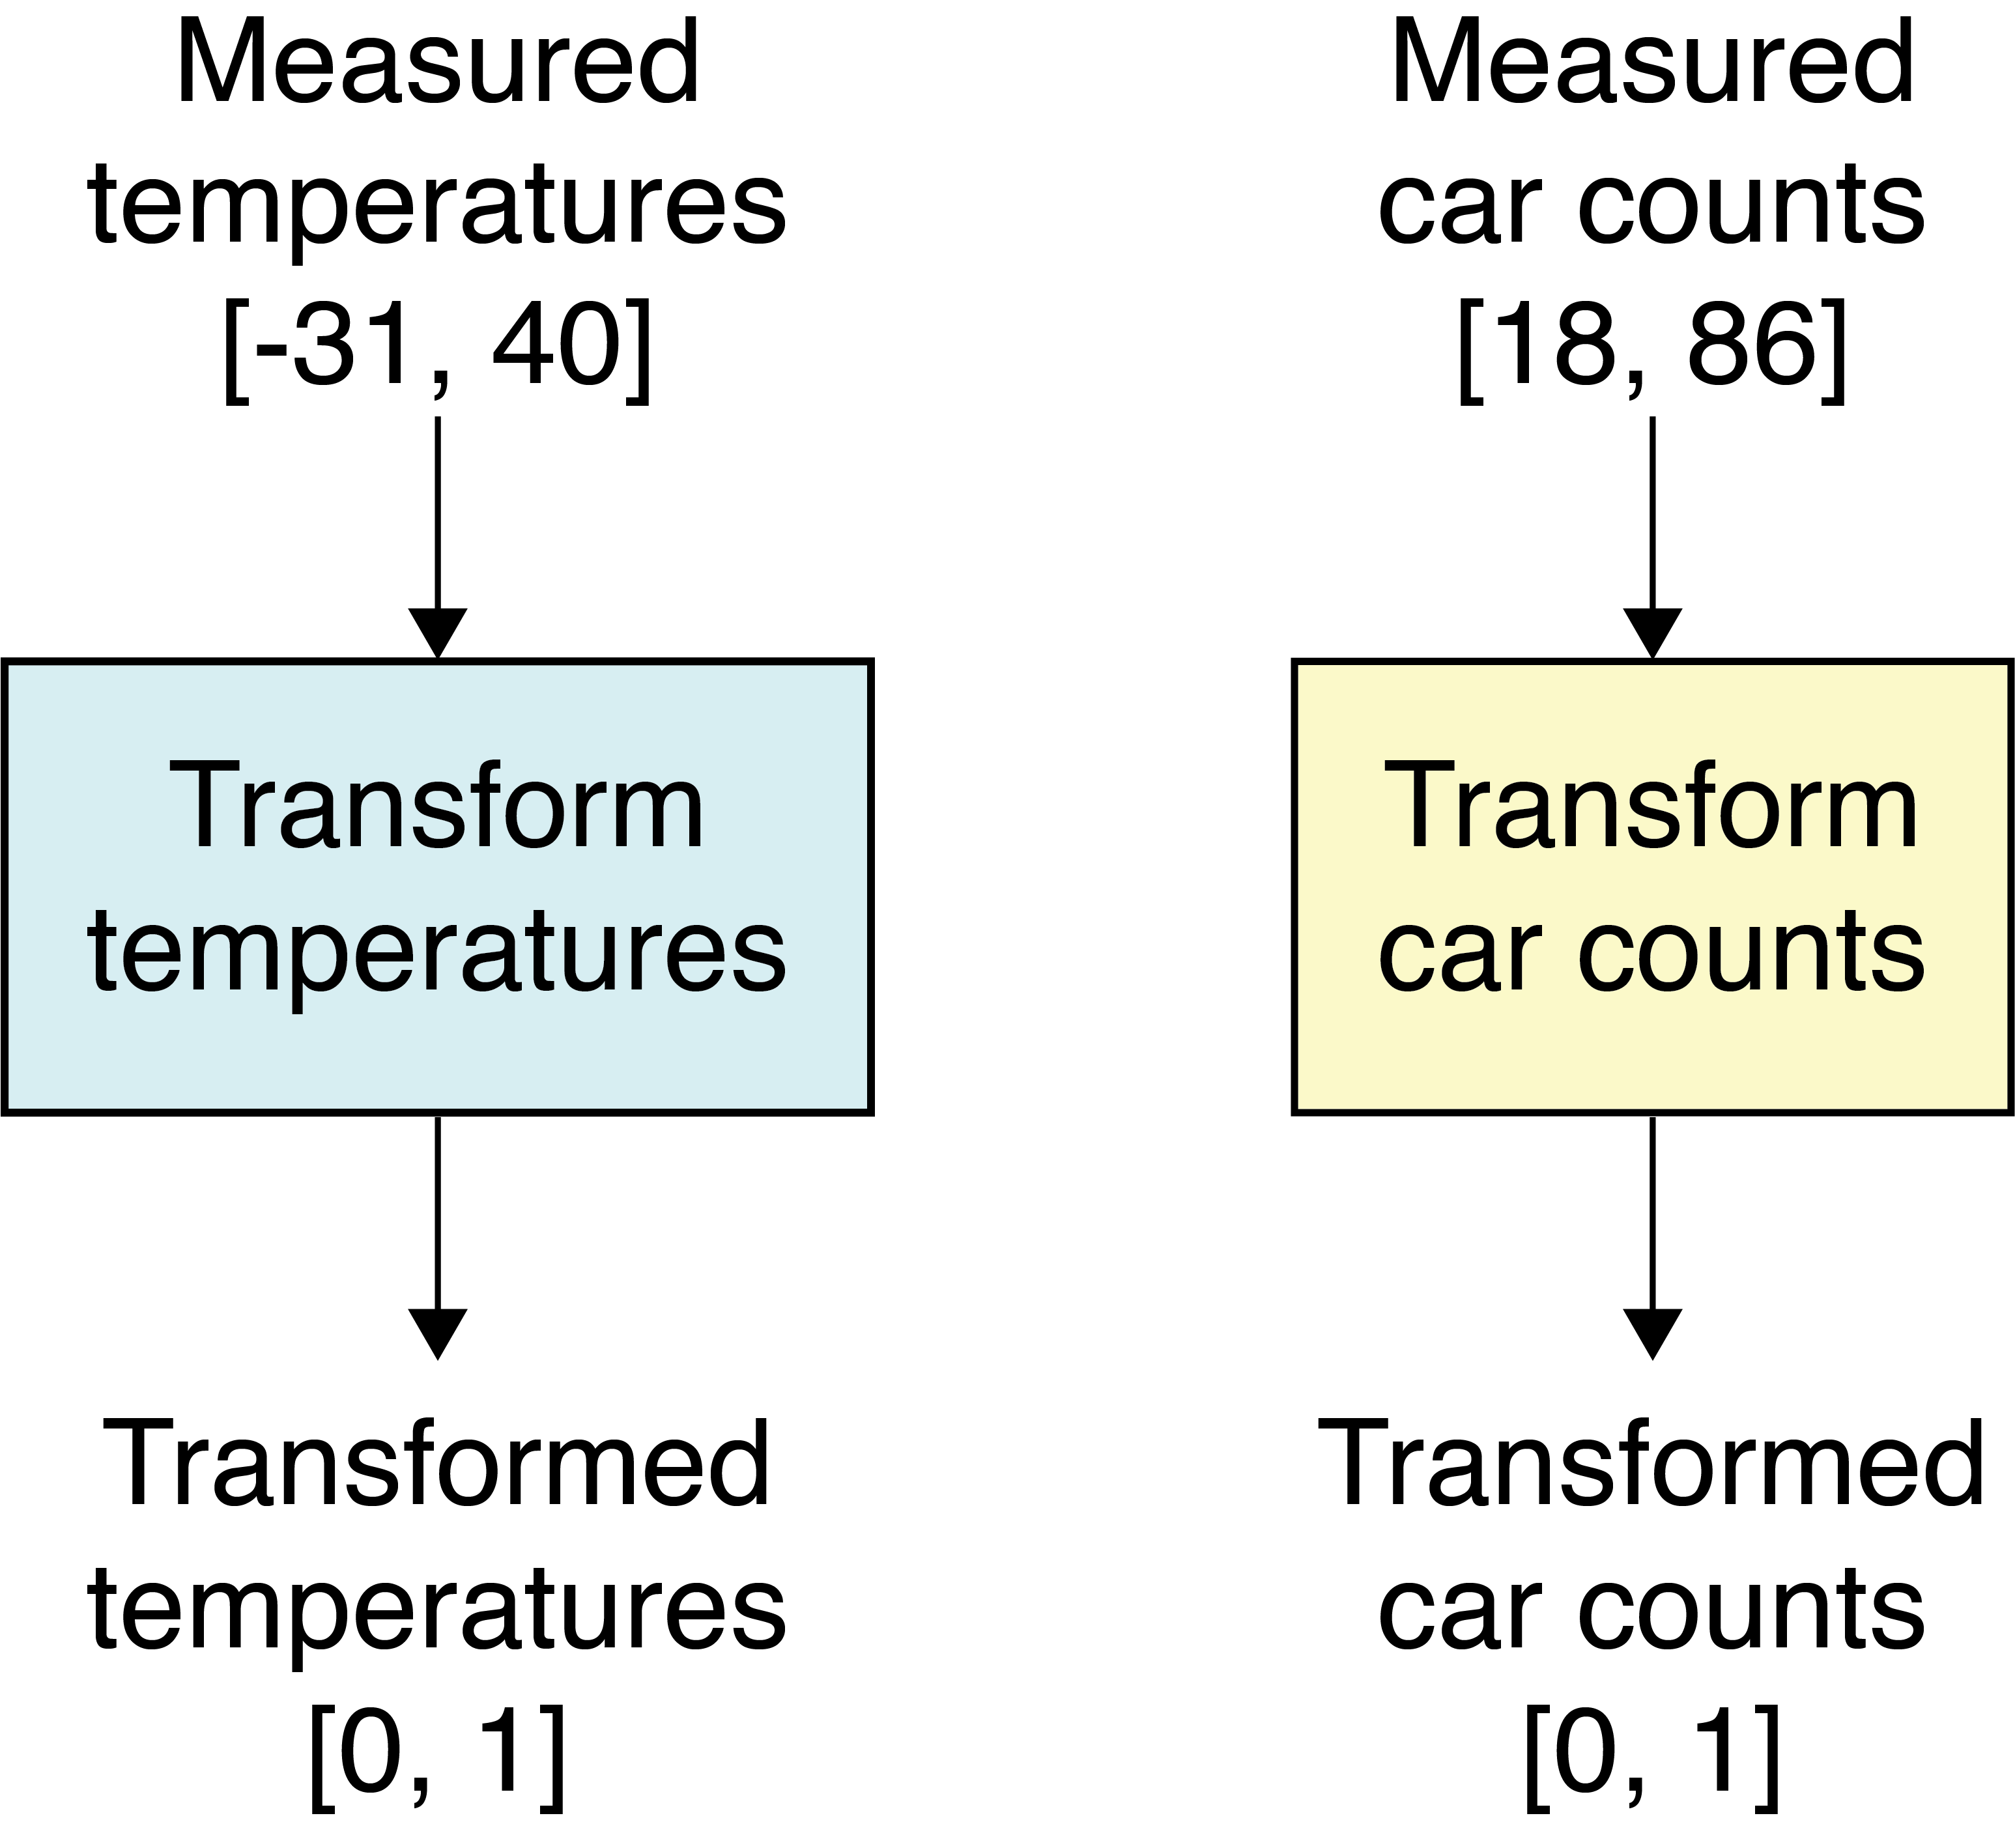 Measured
temperatures
[-31, 40]
Transform
temperatures
Transformed
temperatures
[0, 1]
Measured
car counts
[18, 86]
Transform
car counts
Transformed
car counts
[0, 1]